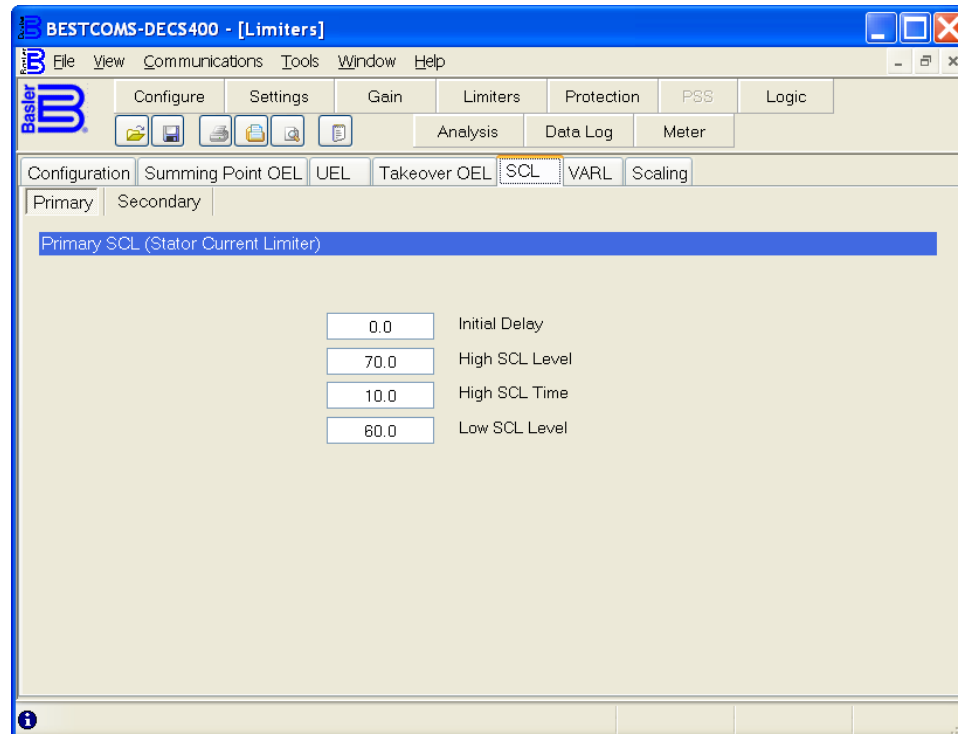 BESTCOMS-DECS400 - [Limiters]
File View Communications Tools Window Help
Basler
Configure Settings Gain Limiters Protection PSS Logic
Analysis Data Log Meter
Configuration Summing Point OEL UEL Takeover OEL SCL VARL Scaling
Primary Secondary
Primary SCL (Stator Current Limiter)
0.0 Initial Delay
70.0 High SCL Level
10.0 High SCL Time
60.0 Low SCL Level